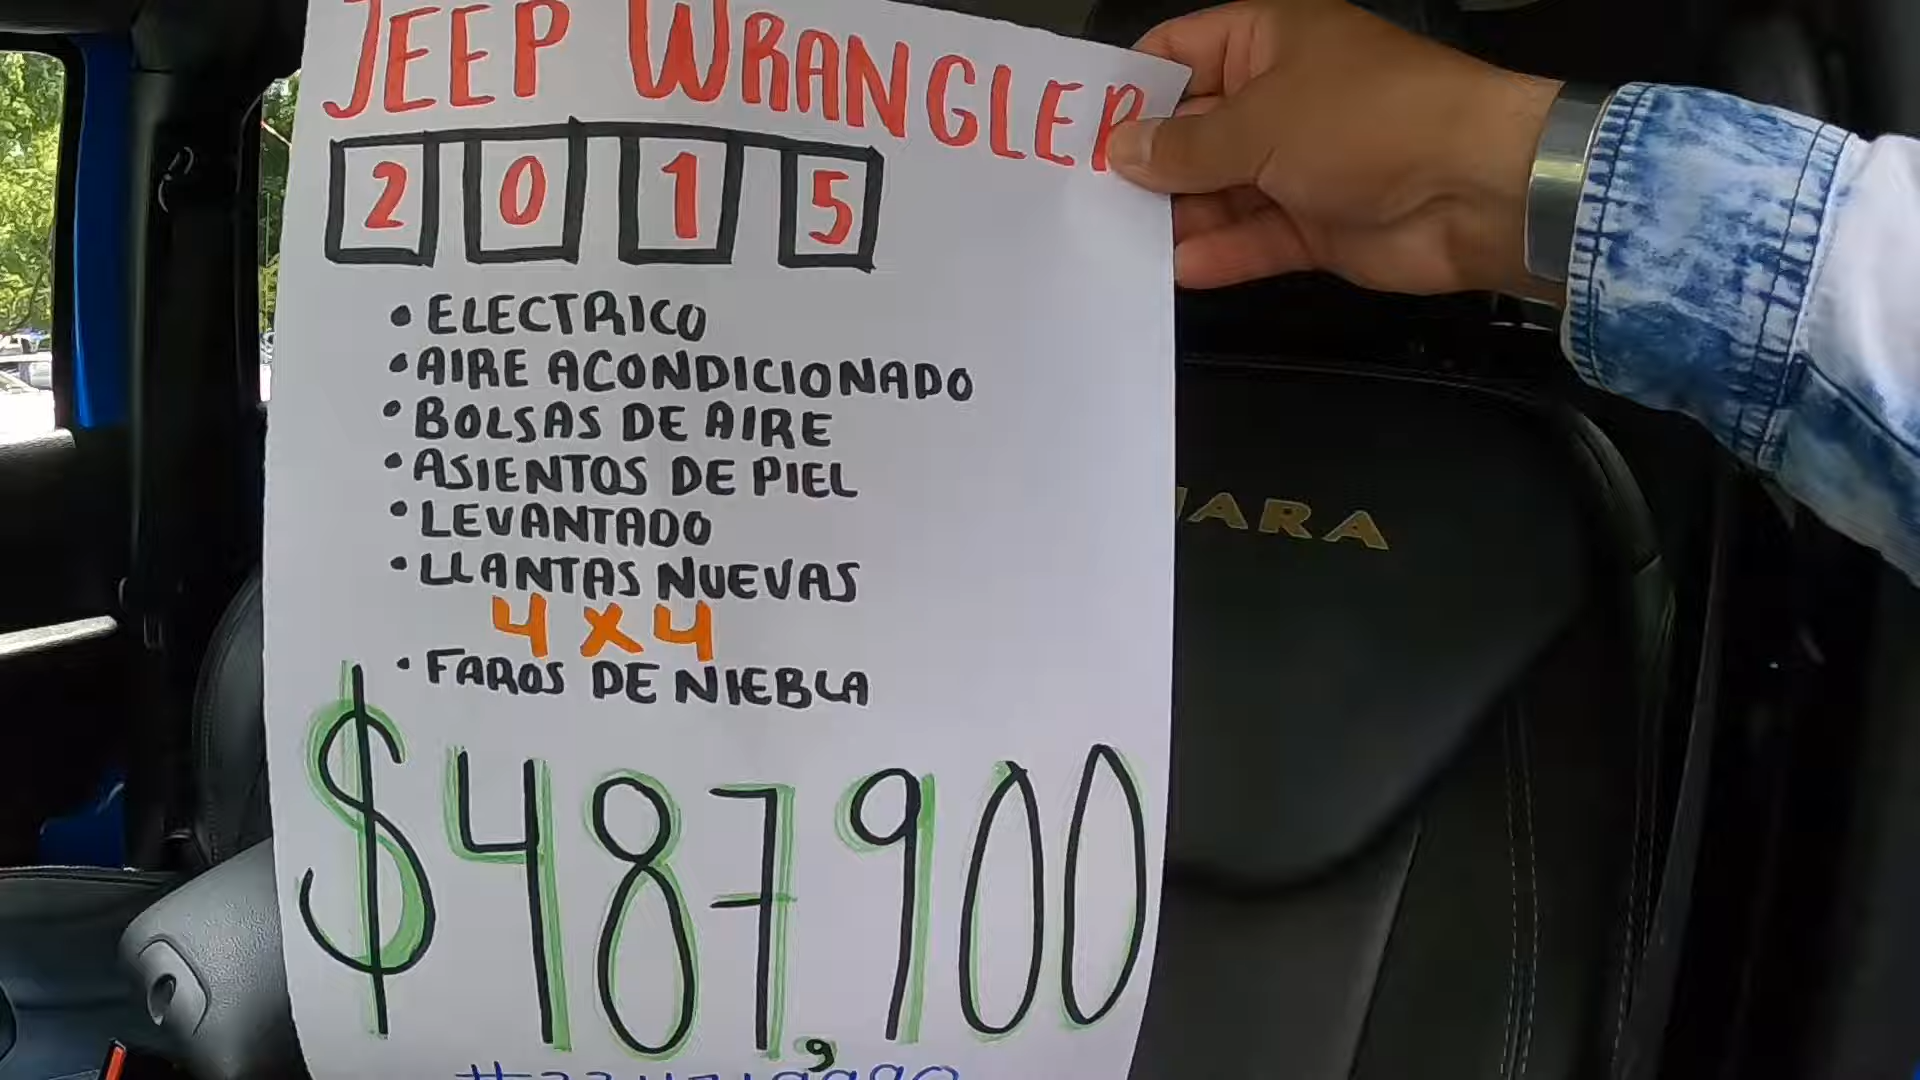 JEEP WRANGLER
2015
• ELECTRICO
• AIRE ACONDICIONADO
• BOLSAS DE AIRE
• ASIENTOS DE PIEL
• LEVANTADO
• LLANTAS NUEVAS
4X4
• FAROS DE NIEBLA
$487,900